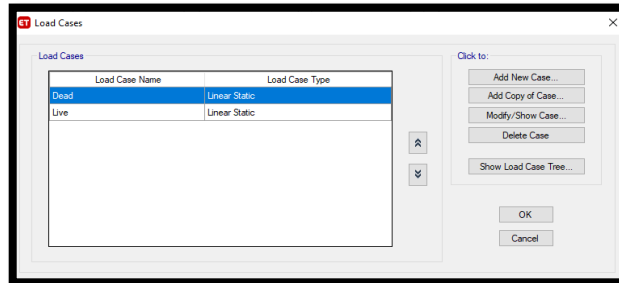 ET Load Cases
Load Cases
Load Case Name Load Case Type
Dead Linear Static
Live Linear Static
Click to:
Add New Case...
Add Copy of Case...
Modify/Show Case...
Delete Case
Show Load Case Tree...
OK
Cancel